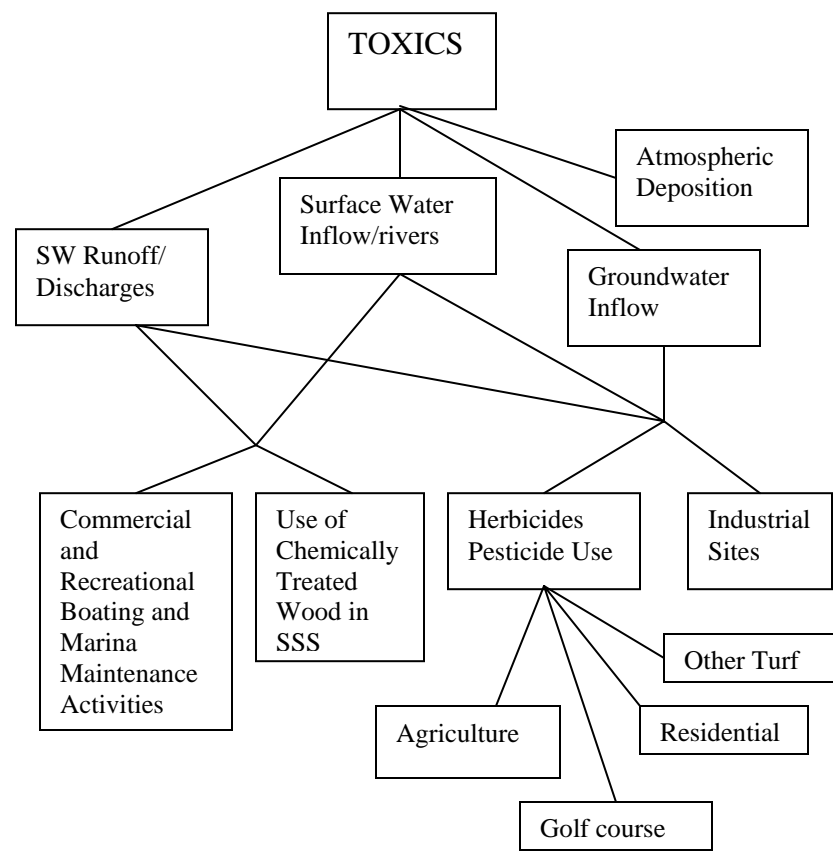 TOXICS
Atmospheric
Deposition
Surface Water
Inflow/rivers
SW Runoff/
Discharges
Groundwater
Inflow
Commercial
and
Recreational
Boating and
Marina
Maintenance
Activities
Use of
Chemically
Treated
Wood in
SSS
Herbicides
Pesticide Use
Industrial
Sites
Other Turf
Residential
Agriculture
Golf course